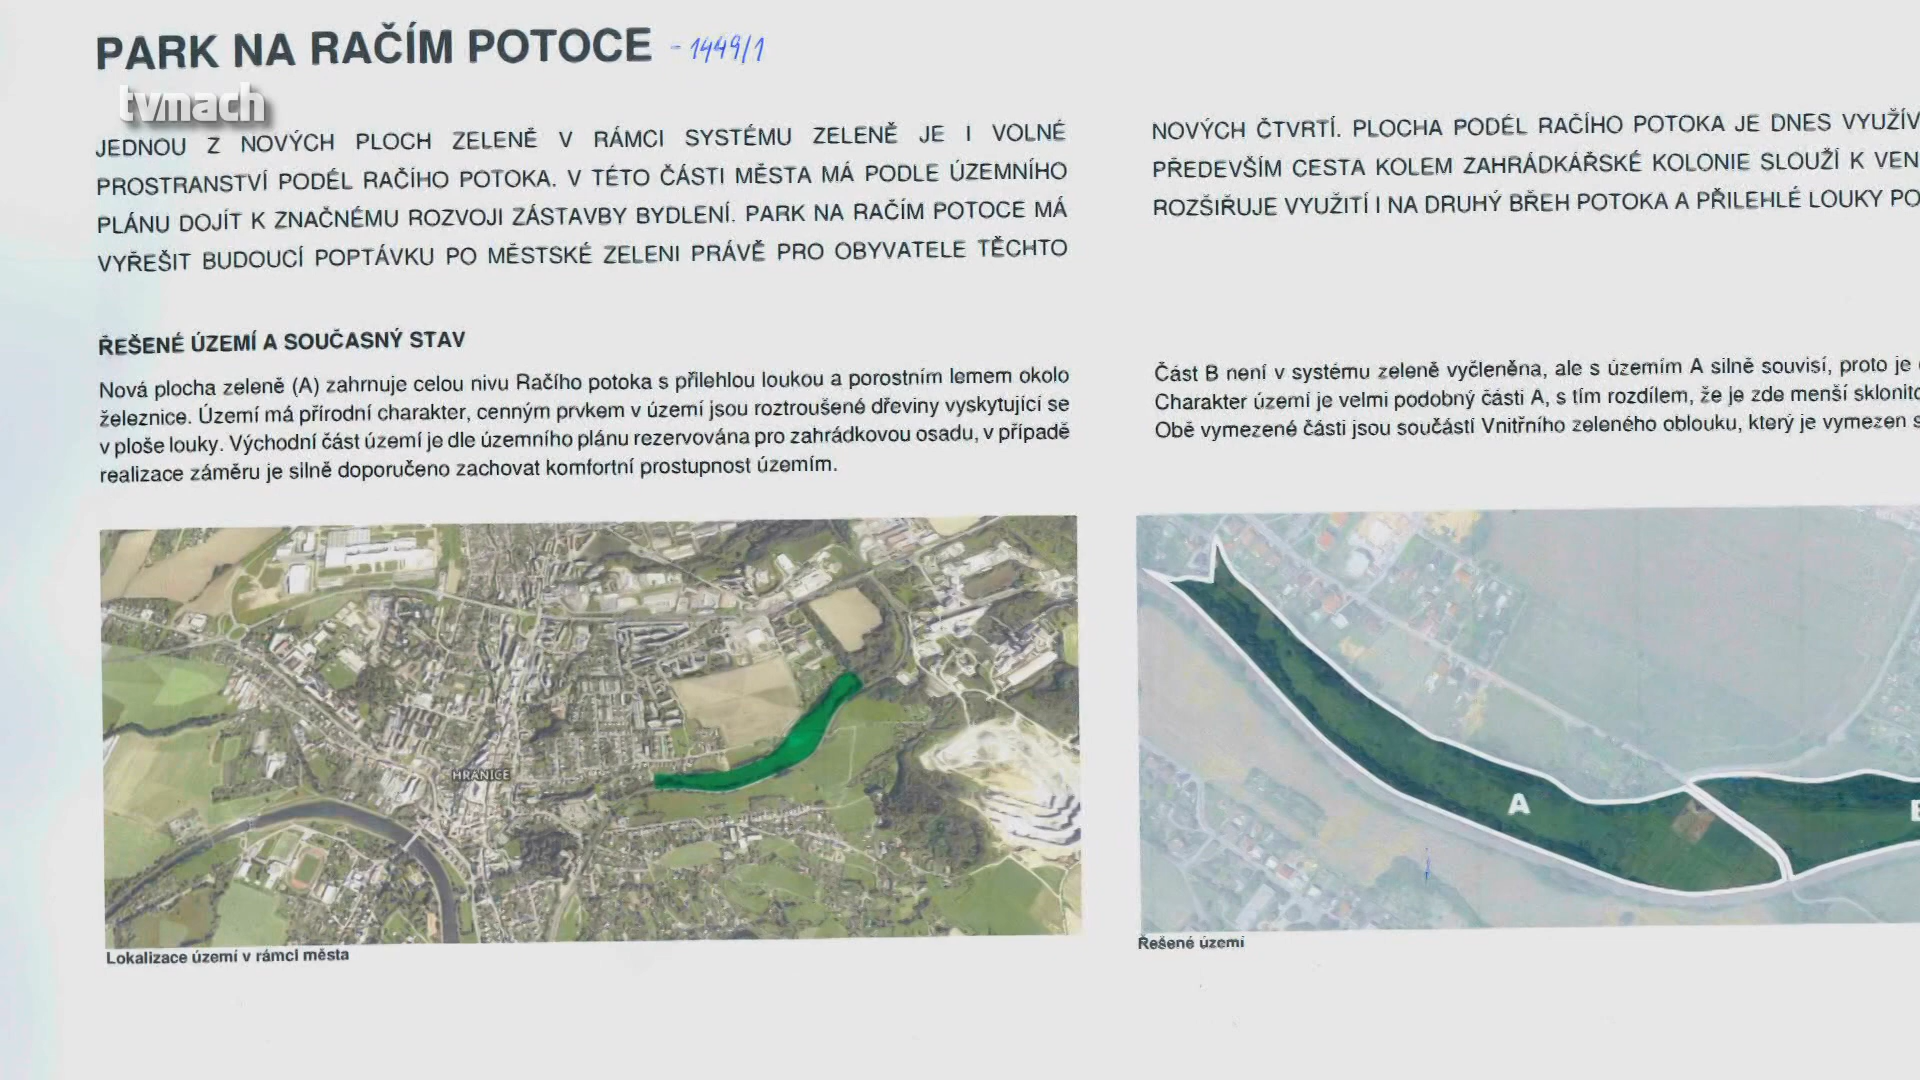 PARK NA RAČÍM POTOCE - 1449/1
tvmach
JEDNOU Z NOVÝCH PLOCH ZELENĚ V RÁMCI SYSTÉMU ZELENĚ JE I VOLNÉ
PROSTRANSTVÍ PODÉL RAČÍHO POTOKA. V TÉTO ČÁSTI MĚSTA MÁ PODLE ÚZEMNÍHO
PLÁNU DOJÍT K ZNAČNÉMU ROZVOJI ZÁSTAVBY BYDLENÍ. PARK NA RAČÍM POTOCE MÁ
VYŘEŠIT BUDOUCÍ POPTÁVKU PO MĚSTSKÉ ZELENI PRÁVĚ PRO OBYVATELE TĚCHTO
NOVÝCH ČTVRTÍ. PLOCHA PODÉL RAČÍHO POTOKA JE DNES VYUŽÍV
PŘEDEVŠÍM CESTA KOLEM ZAHRÁDKÁŘSKÉ KOLONIE SLOUŽÍ K VEN
ROZŠIŘUJE VYUŽITÍ I NA DRUHÝ BŘEH POTOKA A PŘILEHLÉ LOUKY PO
ŘEŠENÉ ÚZEMÍ A SOUČASNÝ STAV
Nová plocha zeleně (A) zahrnuje celou nivu Račího potoka s přilehlou loukou a porostním lemem okolo
železnice. Území má přírodní charakter, cenným prvkem v území jsou roztroušené dřeviny vyskytující se
v ploše louky. Východní část území je dle územního plánu rezervována pro zahrádkovou osadu, v případě
realizace záměru je silně doporučeno zachovat komfortní prostupnost územím.
Část B není v systému zeleně vyčleněna, ale s územím A silně souvisí, proto je
Charakter území je velmi podobný části A, s tím rozdílem, že je zde menší sklonito
Obě vymezené části jsou součástí Vnitřního zeleného oblouku, který je vymezen s
HRANICE
A
Lokalizace území v rámci města
Řešené území